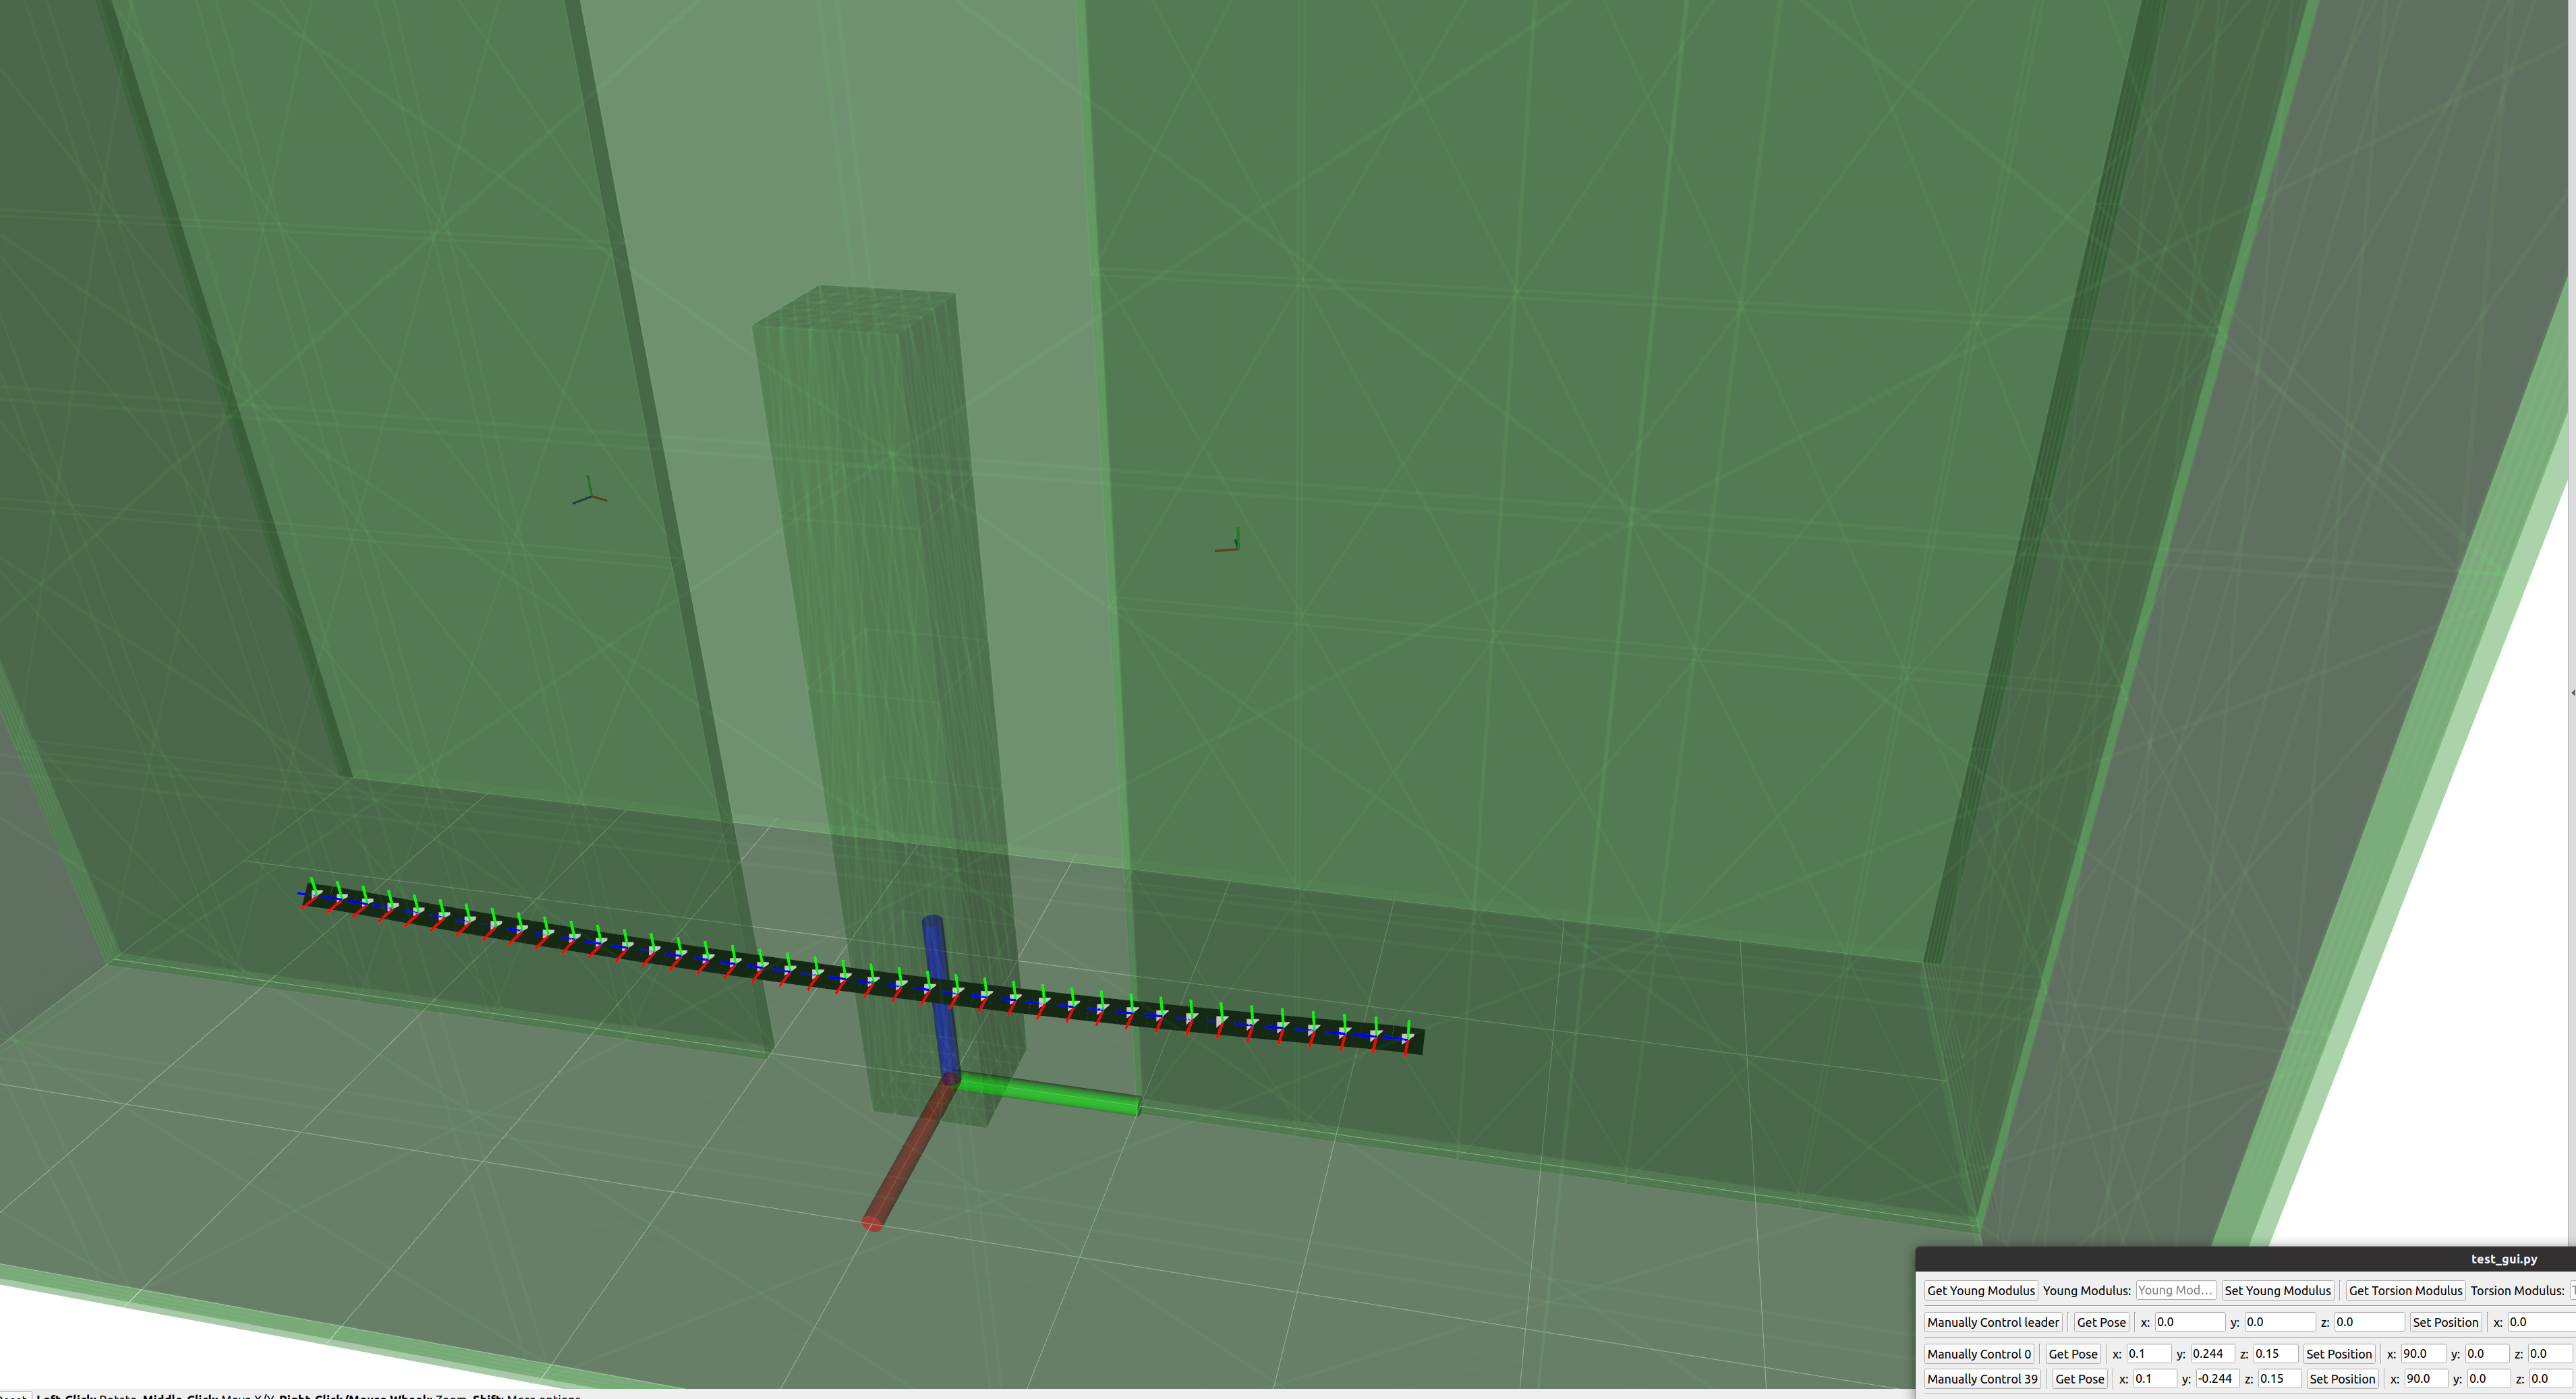 test_gui.py
Get Young Modulus Young Modulus: Young Mod... Set Young Modulus Get Torsion Modulus Torsion Modulus:
Manually Control leader Get Pose x: 0.0 y: 0.0 z: 0.0 Set Position x: 0.0
Manually Control 0 Get Pose x: 0.1 y: 0.244 z: 0.15 Set Position x: 90.0 y: 0.0 z: 0.0
Manually Control 39 Get Pose x: 0.1 y: -0.244 z: 0.15 Set Position x: 90.0 y: 0.0 z: 0.0
Left-Click: Rotate. Middle-Click: Move X/Y. Right-Click/Mouse Wheel: Zoom. Shift: More options.